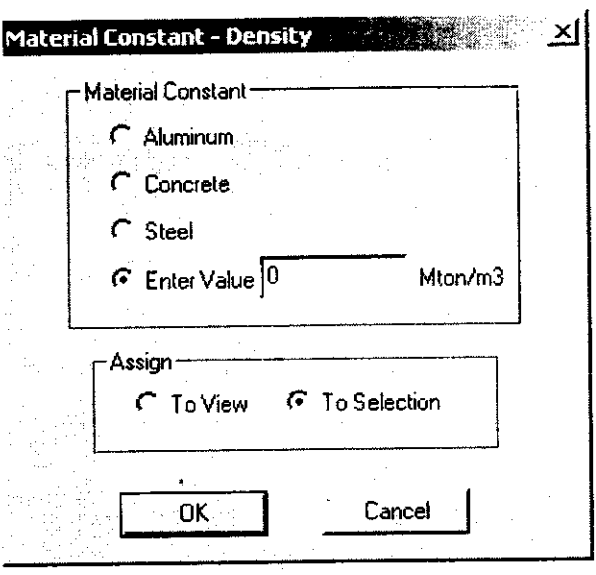 Material Constant - Density
Material Constant
Aluminum
Concrete
Steel
Enter Value 0 Mton/m3
Assign
To View To Selection
OK Cancel